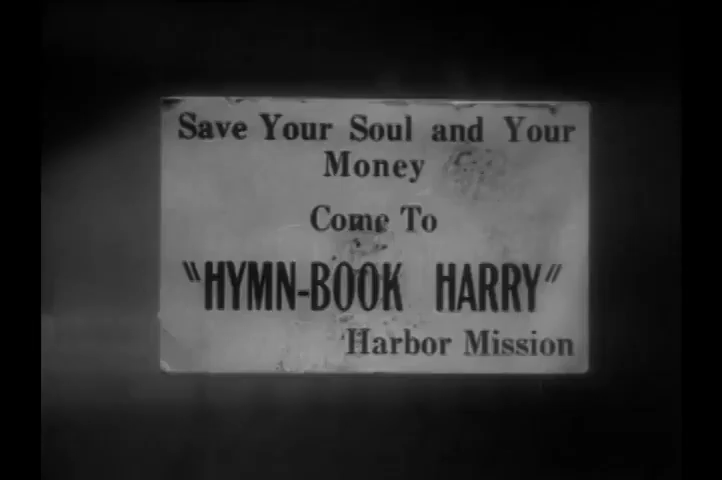 Save Your Soul and Your
Money
Come To
"HYMN-BOOK HARRY"
Harbor Mission